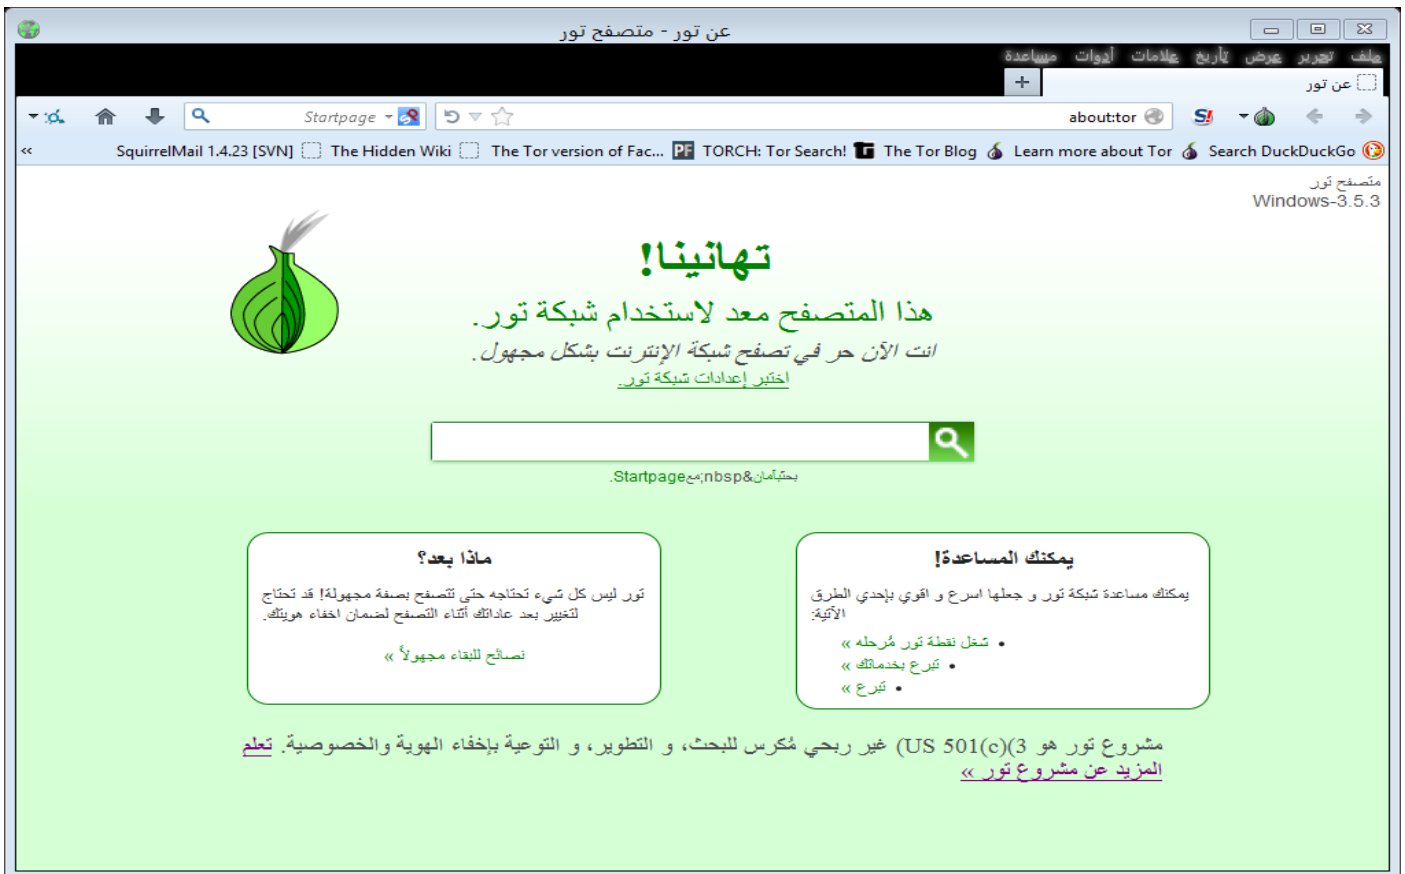 عن تور - متصفح تور
ملف تحرير عرض تأريخ علامات أدوات مساعدة
عن تور
about:tor
Startpage
Search DuckDuckGo Learn more about Tor The Tor Blog TORCH: Tor Search! The Tor version of Fac... The Hidden Wiki SquirrelMail 1.4.23 [SVN] »
متصفح تور
Windows-3.5.3
تهانينا!
هذا المتصفح معد لاستخدام شبكة تور.
انت الآن حر في تصفح شبكة الإنترنت بشكل مجهول.
اختبر إعدادات شبكة تور.
بحثبآمان&nbsp;معStartpage.
يمكنك المساعدة!
يمكنك مساعدة شبكة تور و جعلها اسرع و اقوي بإحدي الطرق
الآتية:
• شغل نقطة تور مُرحله »
• تبرع بخدماتك »
• تبرع »
ماذا بعد؟
تور ليس كل شيء تحتاجه حتى تتصفح بصفة مجهولة! قد تحتاج
لتغيير بعد عاداتك أثناء التصفح لضمان اخفاء هويتك.
نصائح للبقاء مجهولاً »
مشروع تور هو US 501(c)(3) غير ربحي مُكرس للبحث، و التطوير، و التوعية بإخفاء الهوية والخصوصية. تعلم
المزيد عن مشروع تور »